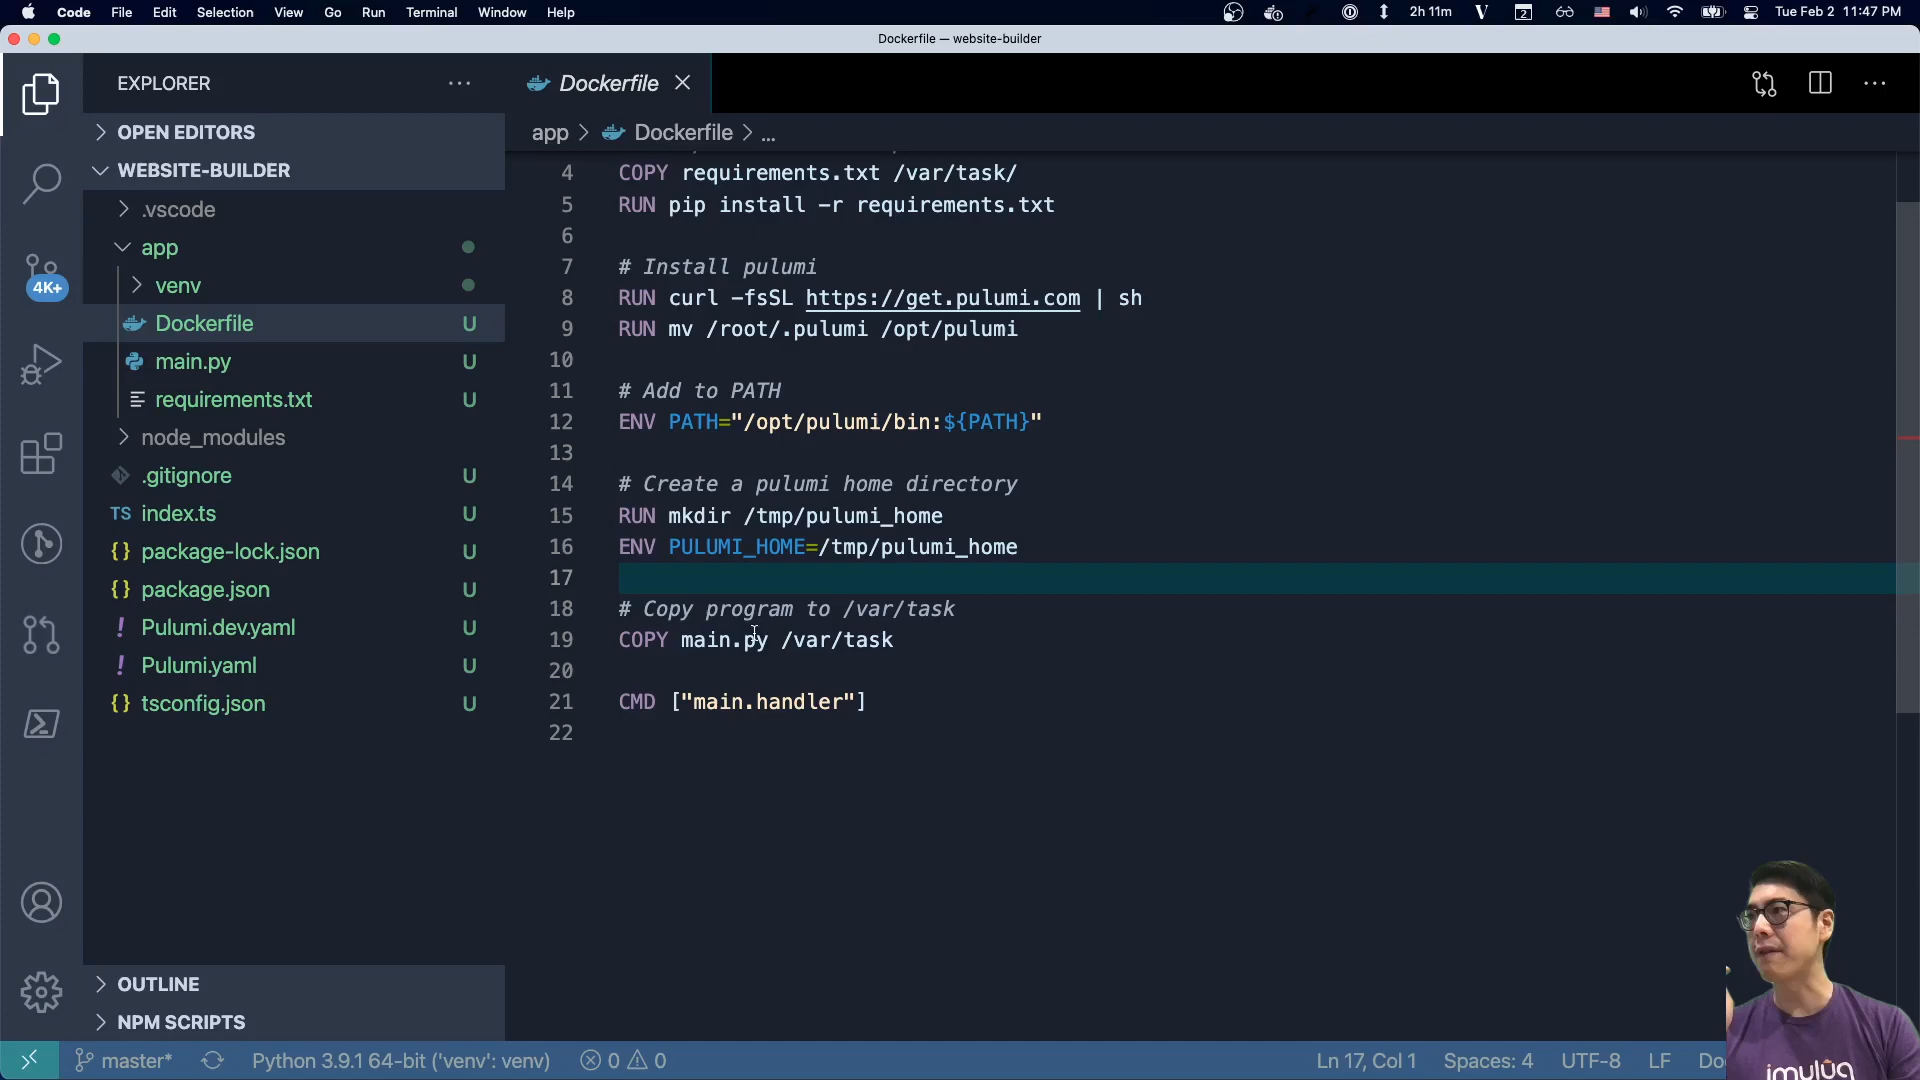 Code File Edit Selection View Go Run Terminal Window Help 2h 11m V 2 Tue Feb 2 11:47 PM
Dockerfile — website-builder
EXPLORER
OPEN EDITORS
WEBSITE-BUILDER
.vscode
app
venv
Dockerfile U
main.py U
requirements.txt U
node_modules
.gitignore U
TS index.ts U
{} package-lock.json U
{} package.json U
! Pulumi.dev.yaml U
! Pulumi.yaml U
{} tsconfig.json U
OUTLINE
NPM SCRIPTS
4K+
Dockerfile
app > Dockerfile > ...
4 COPY requirements.txt /var/task/
5 RUN pip install -r requirements.txt
6
7 # Install pulumi
8 RUN curl -fsSL https://get.pulumi.com | sh
9 RUN mv /root/.pulumi /opt/pulumi
10
11 # Add to PATH
12 ENV PATH="/opt/pulumi/bin:${PATH}"
13
14 # Create a pulumi home directory
15 RUN mkdir /tmp/pulumi_home
16 ENV PULUMI_HOME=/tmp/pulumi_home
17
18 # Copy program to /var/task
19 COPY main.py /var/task
20
21 CMD ["main.handler"]
22
master* Python 3.9.1 64-bit ('venv': venv) 0 0 Ln 17, Col 1 Spaces: 4 UTF-8 LF Do